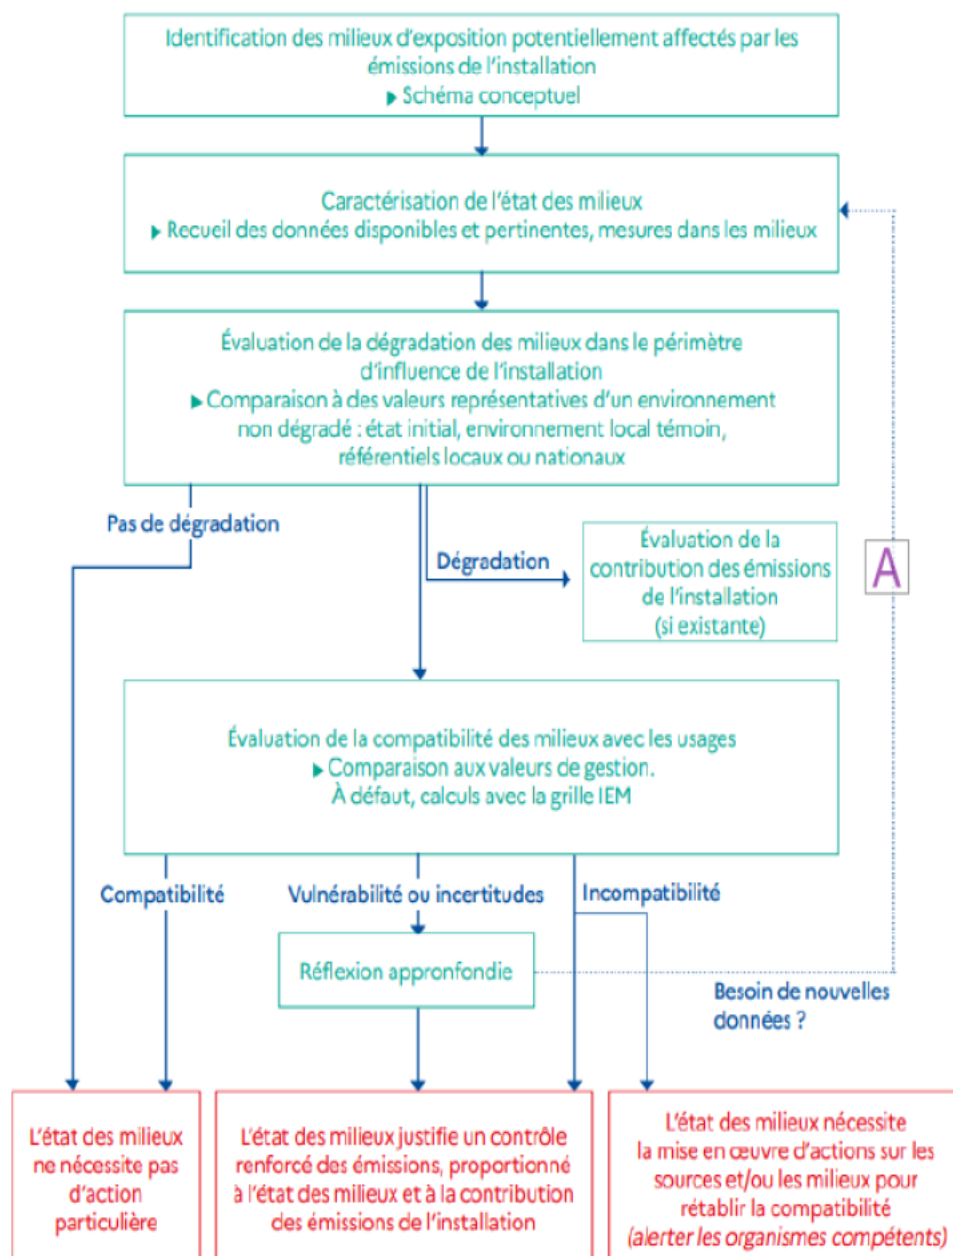 Identification des milieux d'exposition potentiellement affectés par les
émissions de l'installation
▶ Schéma conceptuel
Caractérisation de l'état des milieux
▶ Recueil des données disponibles et pertinentes, mesures dans les milieux
Évaluation de la dégradation des milieux dans le périmètre
d'influence de l'installation
▶ Comparaison à des valeurs représentatives d'un environnement
non dégradé : état initial, environnement local témoin,
référentiels locaux ou nationaux
Pas de dégradation
Dégradation
Évaluation de la
contribution des émissions
de l'installation
(si existante)
A
Évaluation de la compatibilité des milieux avec les usages
▶ Comparaison aux valeurs de gestion.
À défaut, calculs avec la grille IEM
Compatibilité
Vulnérabilité ou incertitudes
Incompatibilité
Réflexion appronfondie
Besoin de nouvelles
données ?
L'état des milieux
ne nécessite pas
d'action
particulière
L'état des milieux justifie un contrôle
renforcé des émissions, proportionné
à l'état des milieux et à la contribution
des émissions de l'installation
L'état des milieux nécessite
la mise en œuvre d'actions sur les
sources et/ou les milieux pour
rétablir la compatibilité
(alerter les organismes compétents)